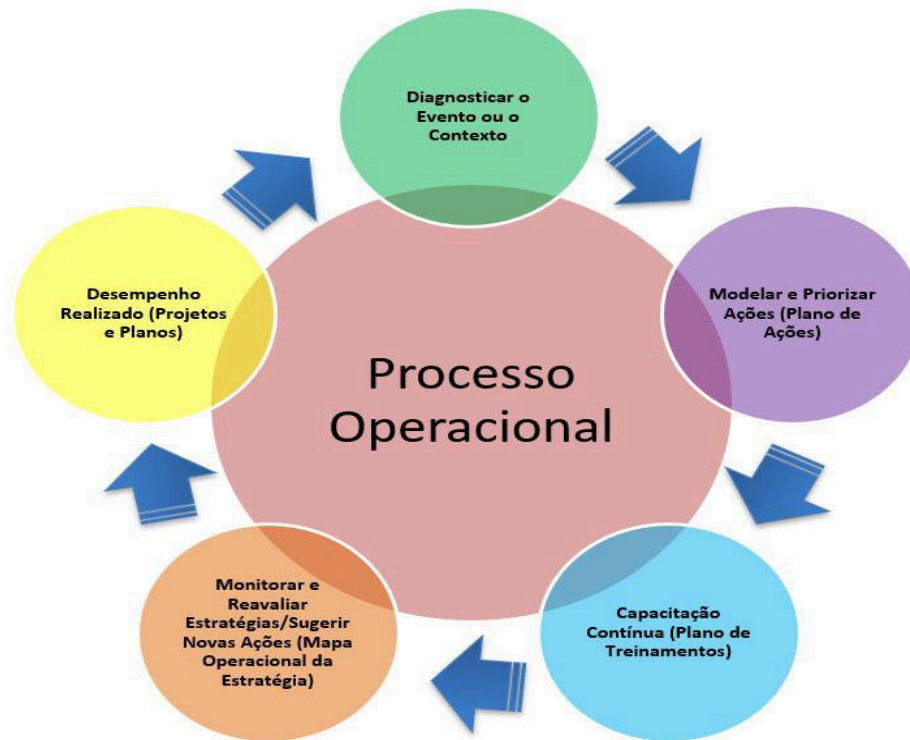 Diagnosticar o
Evento ou o
Contexto
Desempenho
Realizado (Projetos
e Planos)
Modelar e Priorizar
Ações (Plano de
Ações)
Processo
Operacional
Monitorar e
Reavaliar
Estratégias/Sugerir
Novas Ações (Mapa
Operacional da
Estratégia)
Capacitação
Contínua (Plano de
Treinamentos)